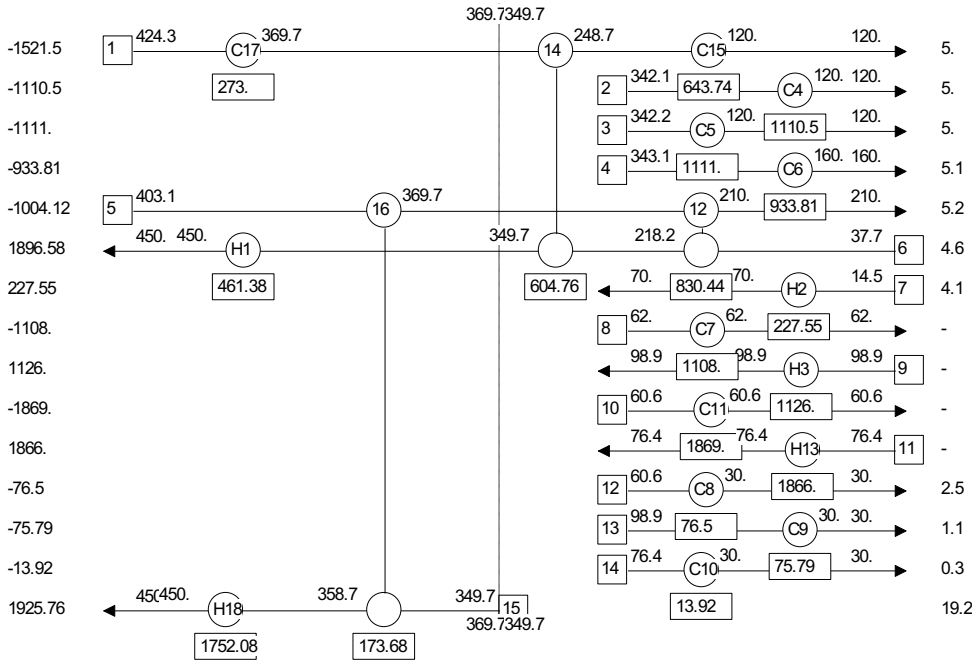 369.7349.7
-1521.5 1 424.3 C17 369.7 14 248.7 C15 120. 120. 5.
273.
-1110.5 2 342.1 643.74 C4 120. 120. 5.
-1111. 3 342.2 C5 120. 1110.5 120. 5.
-933.81 4 343.1 1111. C6 160. 160. 5.1
-1004.12 5 403.1 16 369.7 12 210. 933.81 210. 5.2
1896.58 450. 450. H1 349.7 218.2 37.7 6 4.6
461.38 604.76
227.55 70. 830.44 70. H2 14.5 7 4.1
-1108. 8 62. C7 62. 227.55 62. -
1126. 98.9 1108. 98.9 H3 98.9 9 -
-1869. 10 60.6 C11 60.6 1126. 60.6 -
1866. 76.4 1869. 76.4 H13 76.4 11 -
-76.5 12 60.6 C8 30. 1866. 30. 2.5
-75.79 13 98.9 76.5 C9 30. 30. 1.1
-13.92 14 76.4 C10 30. 75.79 30. 0.3
1925.76 450. H18 358.7 349.7 15 19.2
369.7349.7
13.92
1752.08 173.68